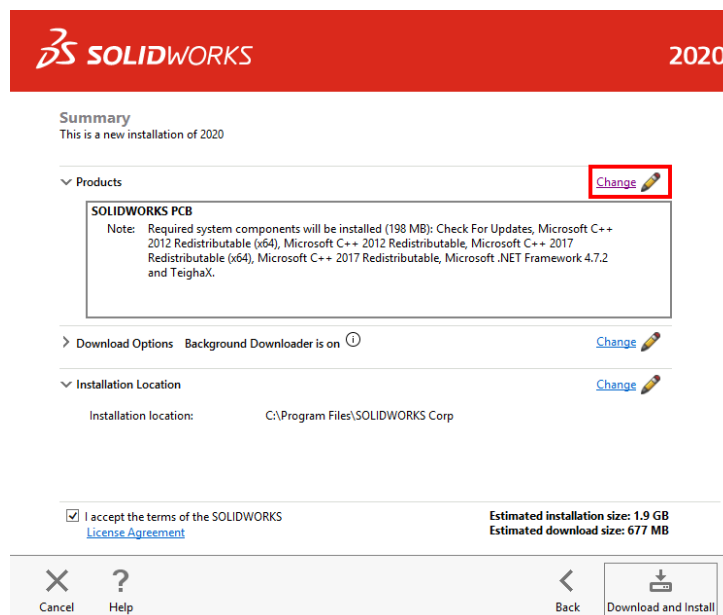 SOLIDWORKS
2020
Summary
This is a new installation of 2020
Products
Change
SOLIDWORKS PCB
Note: Required system components will be installed (198 MB): Check For Updates, Microsoft C++
2012 Redistributable (x64), Microsoft C++ 2012 Redistributable, Microsoft C++ 2017
Redistributable (x64), Microsoft C++ 2017 Redistributable, Microsoft .NET Framework 4.7.2
and TeighaX.
Download Options Background Downloader is on
Change
Installation Location
Change
Installation location: C:\Program Files\SOLIDWORKS Corp
I accept the terms of the SOLIDWORKS
License Agreement
Estimated installation size: 1.9 GB
Estimated download size: 677 MB
Cancel
Help
Back
Download and Install